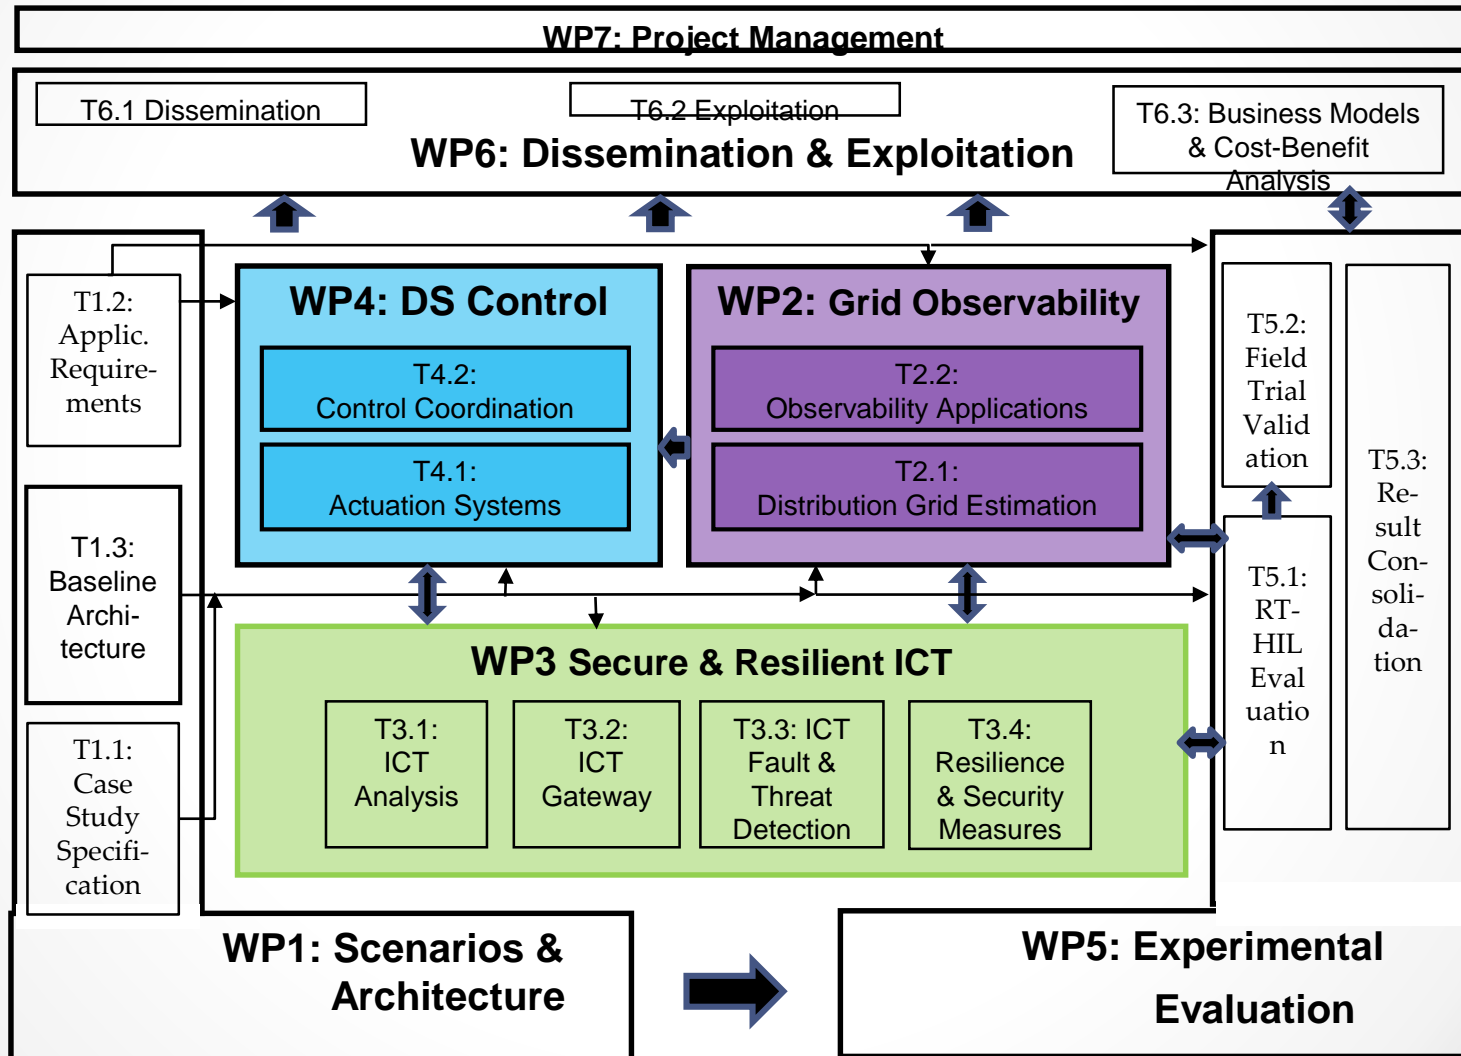 WP7: Project Management
T6.1 Dissemination
T6.2 Exploitation
T6.3: Business Models
& Cost-Benefit
Analysis
WP6: Dissemination & Exploitation
T1.2:
Applic.
Require-
ments
T1.3:
Baseline
Archi-
tecture
T1.1:
Case
Study
Specifi-
cation
WP4: DS Control
T4.2:
Control Coordination
T4.1:
Actuation Systems
WP2: Grid Observability
T2.2:
Observability Applications
T2.1:
Distribution Grid Estimation
WP3 Secure & Resilient ICT
T3.1:
ICT
Analysis
T3.2:
ICT
Gateway
T3.3: ICT
Fault &
Threat
Detection
T3.4:
Resilience
& Security
Measures
T5.2:
Field
Trial
Valid
ation
T5.1:
RT-
HIL
Eval
uatio
n
T5.3:
Re-
sult
Con-
soli-
da-
tion
WP1: Scenarios &
Architecture
WP5: Experimental
Evaluation